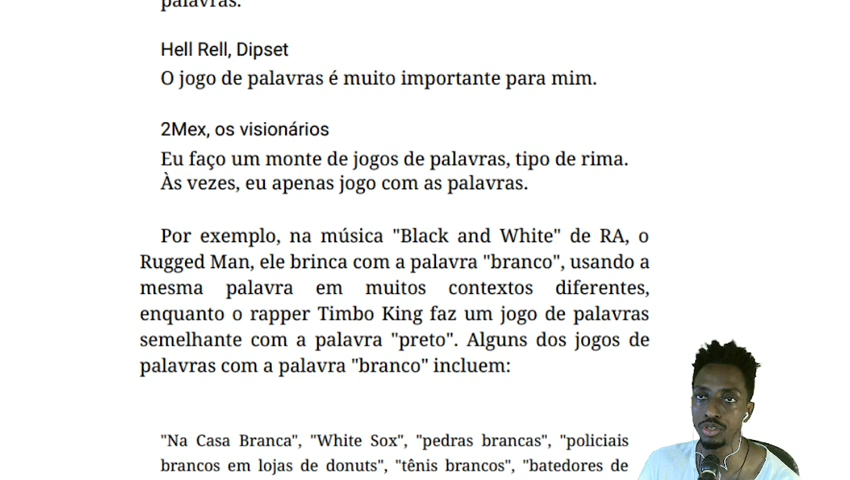 palavras.
Hell Rell, Dipset
O jogo de palavras é muito importante para mim.
2Mex, os visionários
Eu faço um monte de jogos de palavras, tipo de rima.
Às vezes, eu apenas jogo com as palavras.
Por exemplo, na música "Black and White" de RA, o
Rugged Man, ele brinca com a palavra "branco", usando a
mesma palavra em muitos contextos diferentes,
enquanto o rapper Timbo King faz um jogo de palavras
semelhante com a palavra "preto". Alguns dos jogos de
palavras com a palavra "branco" incluem:
"Na Casa Branca", "White Sox", "pedras brancas", "policiais
brancos em lojas de donuts", "tênis brancos", "batedores de